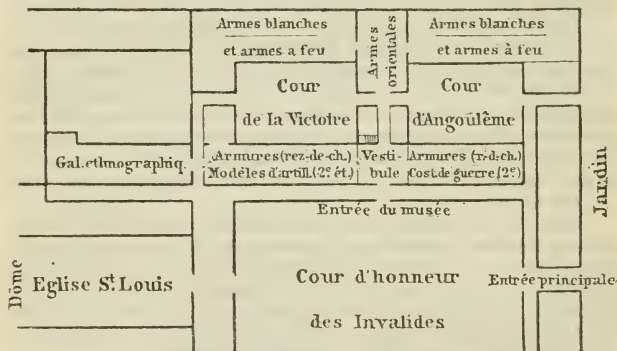 Armes blanches
et armes a feu
Armes
orientales
Armes blanches
et armes à feu
Cour
de la Victoire
Cour
d'Angoulême
Gal. ethnographiq.
Armures (rez.-de-ch.)
Modèles d'artill. (2e ét.)
Vesti-
bule
Armures (r.-d.-ch.)
Cost. de guerre (2e)
Jardin
Entrée du musée
Dôme
Eglise St. Louis
Cour d'honneur
des Invalides
Entrée principale